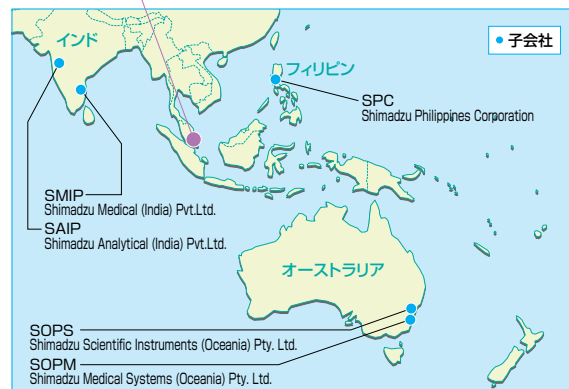 インド
● 子会社
フィリピン
SPC
Shimadzu Philippines Corporation
SMIP
Shimadzu Medical (India) Pvt.Ltd.
SAIP
Shimadzu Analytical (India) Pvt.Ltd.
オーストラリア
SOPS
Shimadzu Scientific Instruments (Oceania) Pty. Ltd.
SOPM
Shimadzu Medical Systems (Oceania) Pty. Ltd.